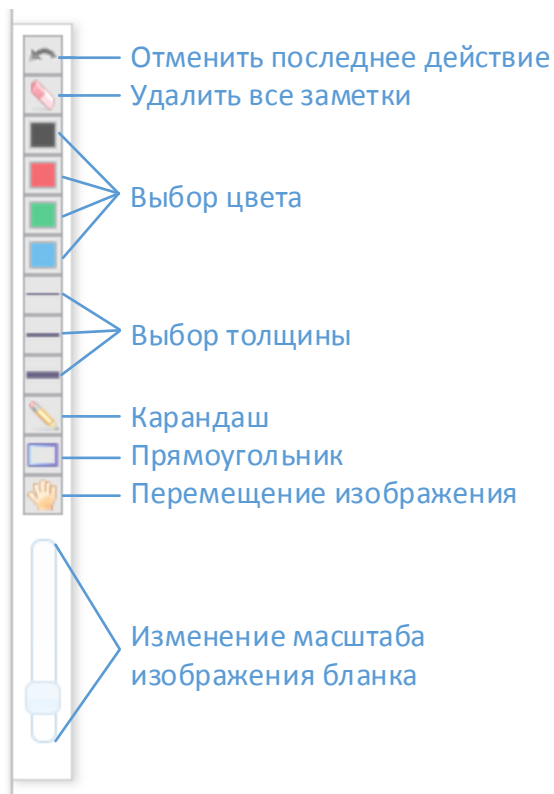 Отменить последнее действие
Удалить все заметки
Выбор цвета
Выбор толщины
Карандаш
Прямоугольник
Перемещение изображения
Изменение масштаба
изображения бланка